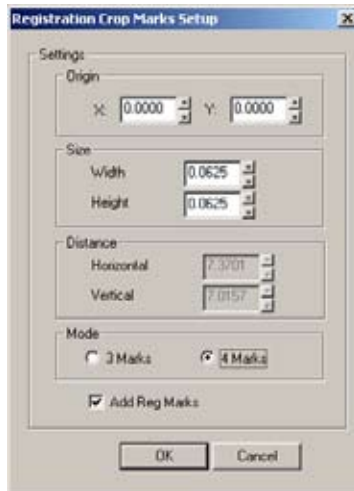 Registration Crop Marks Setup
Settings
Origin
X: 0.0000 Y: 0.0000
Size
Width 0.0625
Height 0.0625
Distance
Horizontal 7.3701
Vertical 7.0157
Mode
3 Marks 4 Marks
Add Reg Marks
OK Cancel